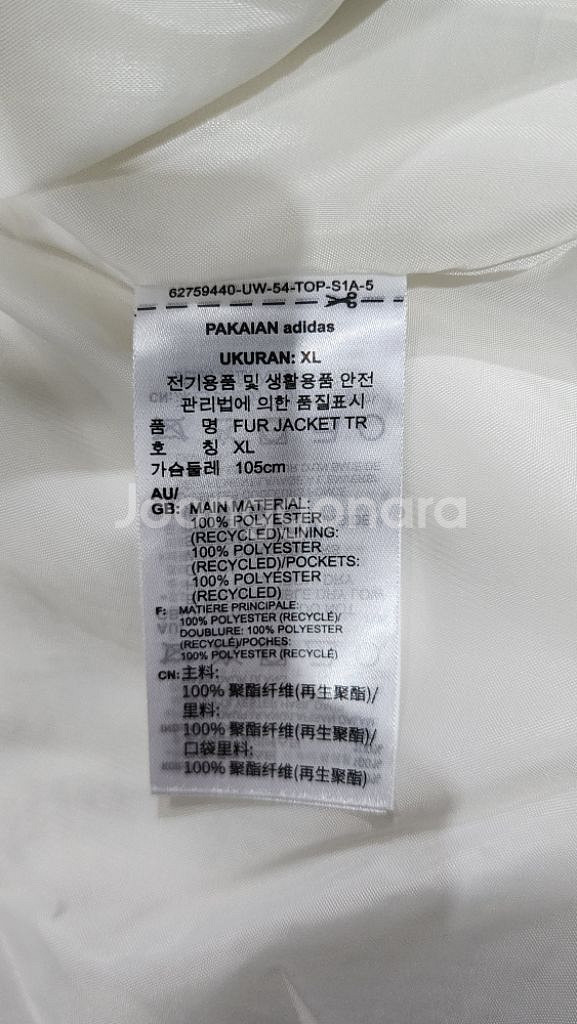 62759440-UW-54-TOP-S1A-5
PAKAIAN adidas
UKURAN: XL
전기용품 및 생활용품 안전
관리법에 의한 품질표시
품 명 FUR JACKET TR
호 칭 XL
가슴둘레 105cm
AU/
GB: MAIN MATERIAL:
100% POLYESTER
(RECYCLED)/LINING:
100% POLYESTER
(RECYCLED)/POCKETS:
100% POLYESTER
(RECYCLED)
F: MATIERE PRINCIPALE:
100% POLYESTER (RECYCLÉ)/
DOUBLURE: 100% POLYESTER
(RECYCLÉ)/POCHES:
100% POLYESTER (RECYCLÉ)
CN: 主料:
100% 聚酯纤维(再生聚酯)/
里料:
100% 聚酯纤维(再生聚酯)/
口袋里料:
100% 聚酯纤维(再生聚酯)